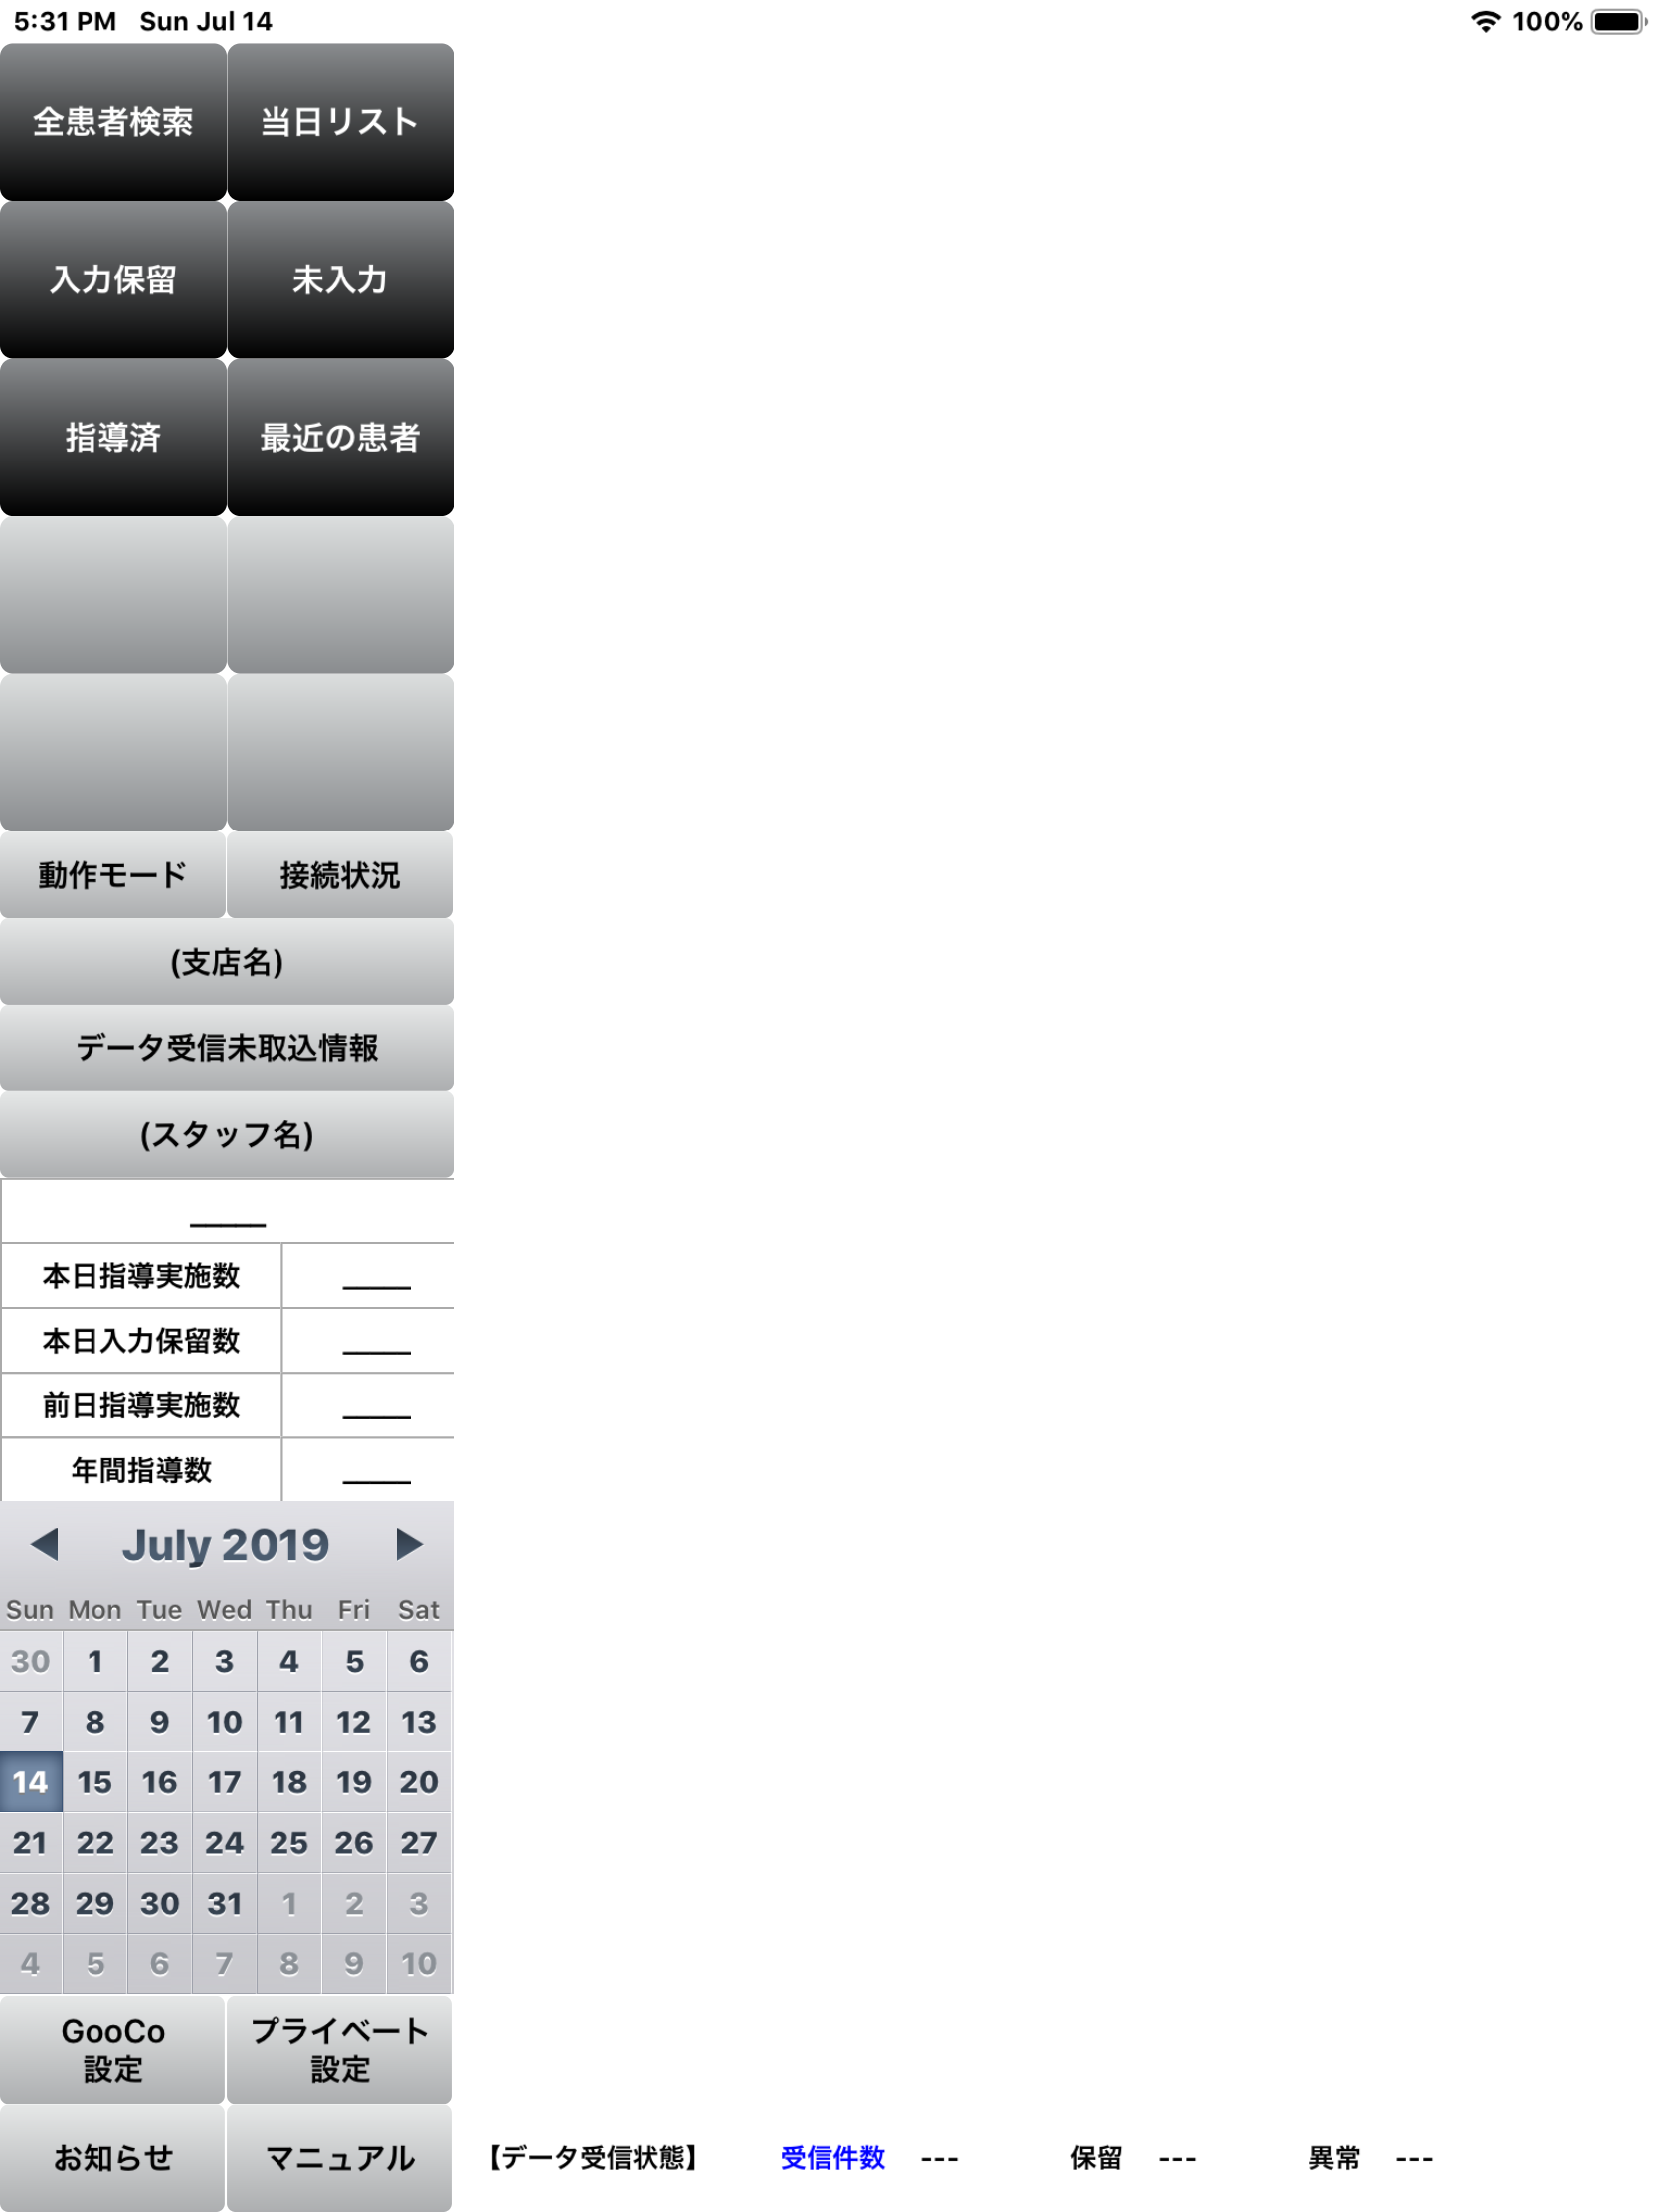 5:31 PM Sun Jul 14 100%
全患者検索 当日リスト
入力保留 未入力
指導済 最近の患者
動作モード 接続状況
(支店名)
データ受信未取込情報
(スタッフ名)
_____
本日指導実施数 _____
本日入力保留数 _____
前日指導実施数 _____
年間指導数 _____
July 2019
Sun Mon Tue Wed Thu Fri Sat
30 1 2 3 4 5 6
7 8 9 10 11 12 13
14 15 16 17 18 19 20
21 22 23 24 25 26 27
28 29 30 31 1 2 3
4 5 6 7 8 9 10
GooCo
設定
プライベート
設定
お知らせ マニュアル 【データ受信状態】 受信件数 --- 保留 --- 異常 ---